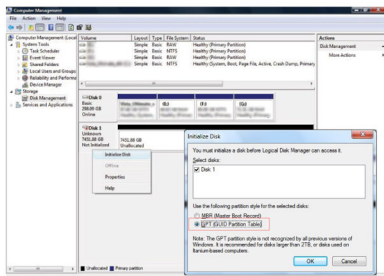 Computer Management
File Action View Help
Computer Management (Local
System Tools
Task Scheduler
Event Viewer
Shared Folders
Local Users and Groups
Reliability and Performa
Device Manager
Storage
Disk Management
Services and Applications
Volume Layout Type File System Status
Simple Basic RAW Healthy (Primary Partition)
Simple Basic NTFS Healthy (Primary Partition)
Simple Basic RAW Healthy (Primary Partition)
Simple Basic NTFS Healthy (System, Boot, Page File, Active, Crash Dump, Primary
Actions
Disk Management
More Actions
Disk 0
Basic
Online
Disk 1
Unknown
7451.08 GB
Not Initialized
7451.08 GB
Unallocated
Initialize Disk
Offline
Properties
Help
Unallocated Primary partition
Initialize Disk
You must initialize a disk before Logical Disk Manager can access it.
Select disks:
Disk 1
Use the following partition style for the selected disks:
MBR (Master Boot Record)
GPT (GUID Partition Table)
Note: The GPT partition style is not recognized by all previous versions of
Windows. It is recommended for disks larger than 2TB, or disks used on
Itanium-based computers.
OK Cancel